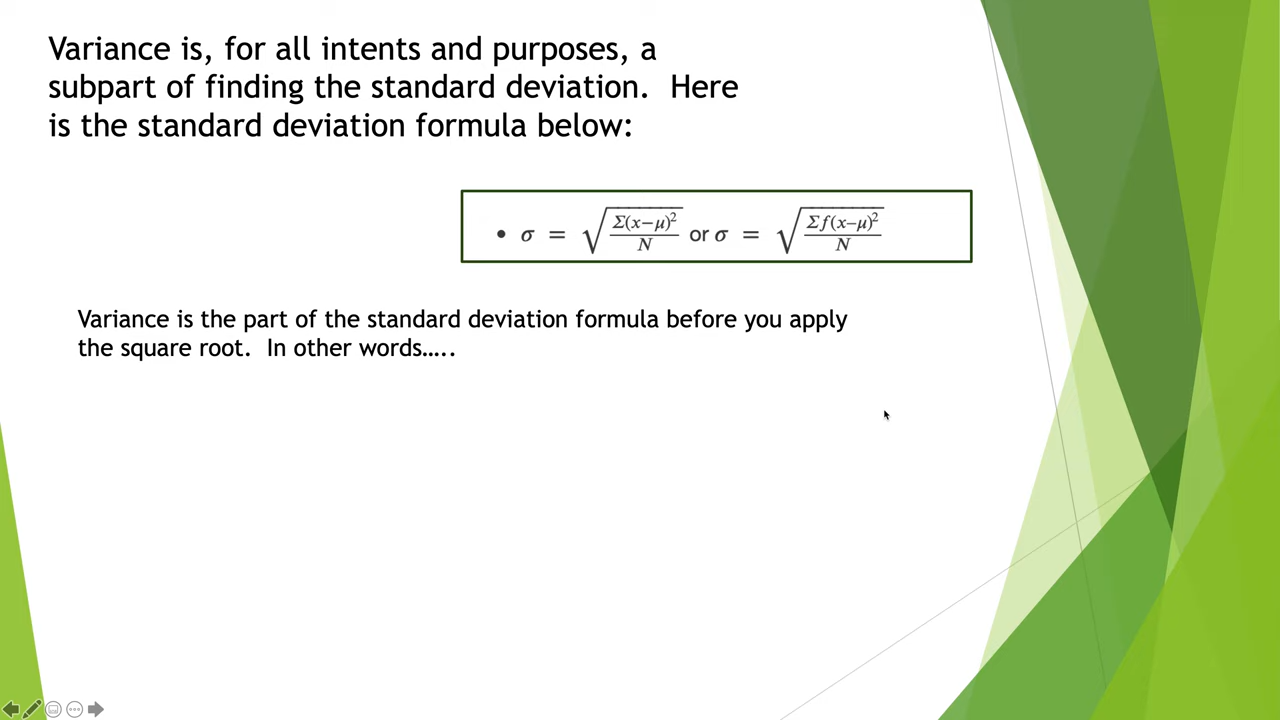 Variance is, for all intents and purposes, a
subpart of finding the standard deviation.  Here
is the standard deviation formula below:
• σ = √(Σ(x−μ)²/N) or σ = √(Σf(x−μ)²/N)
Variance is the part of the standard deviation formula before you apply
the square root.  In other words…..